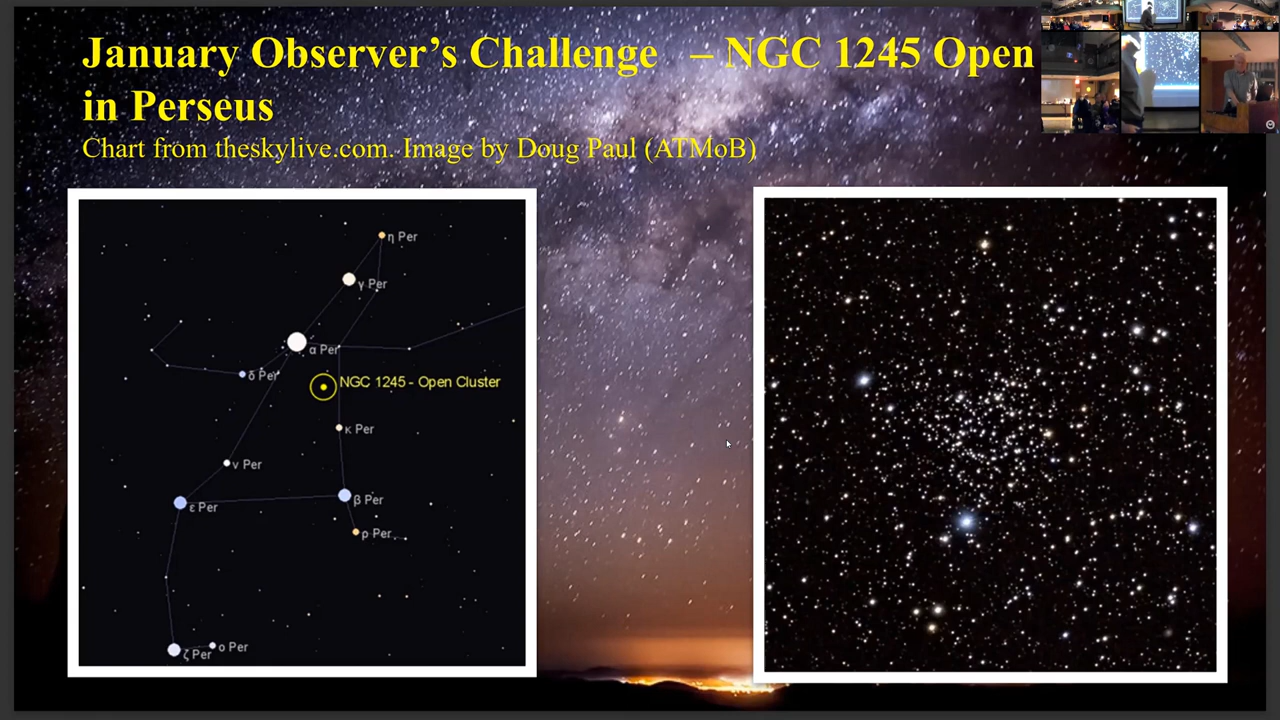 January Observer’s Challenge – NGC 1245 Open
in Perseus
Chart from theskylive.com. Image by Doug Paul (ATMoB)
η Per
γ Per
α Per
δ Per
NGC 1245 - Open Cluster
κ Per
ν Per
β Per
ε Per
ρ Per
ο Per
ζ Per